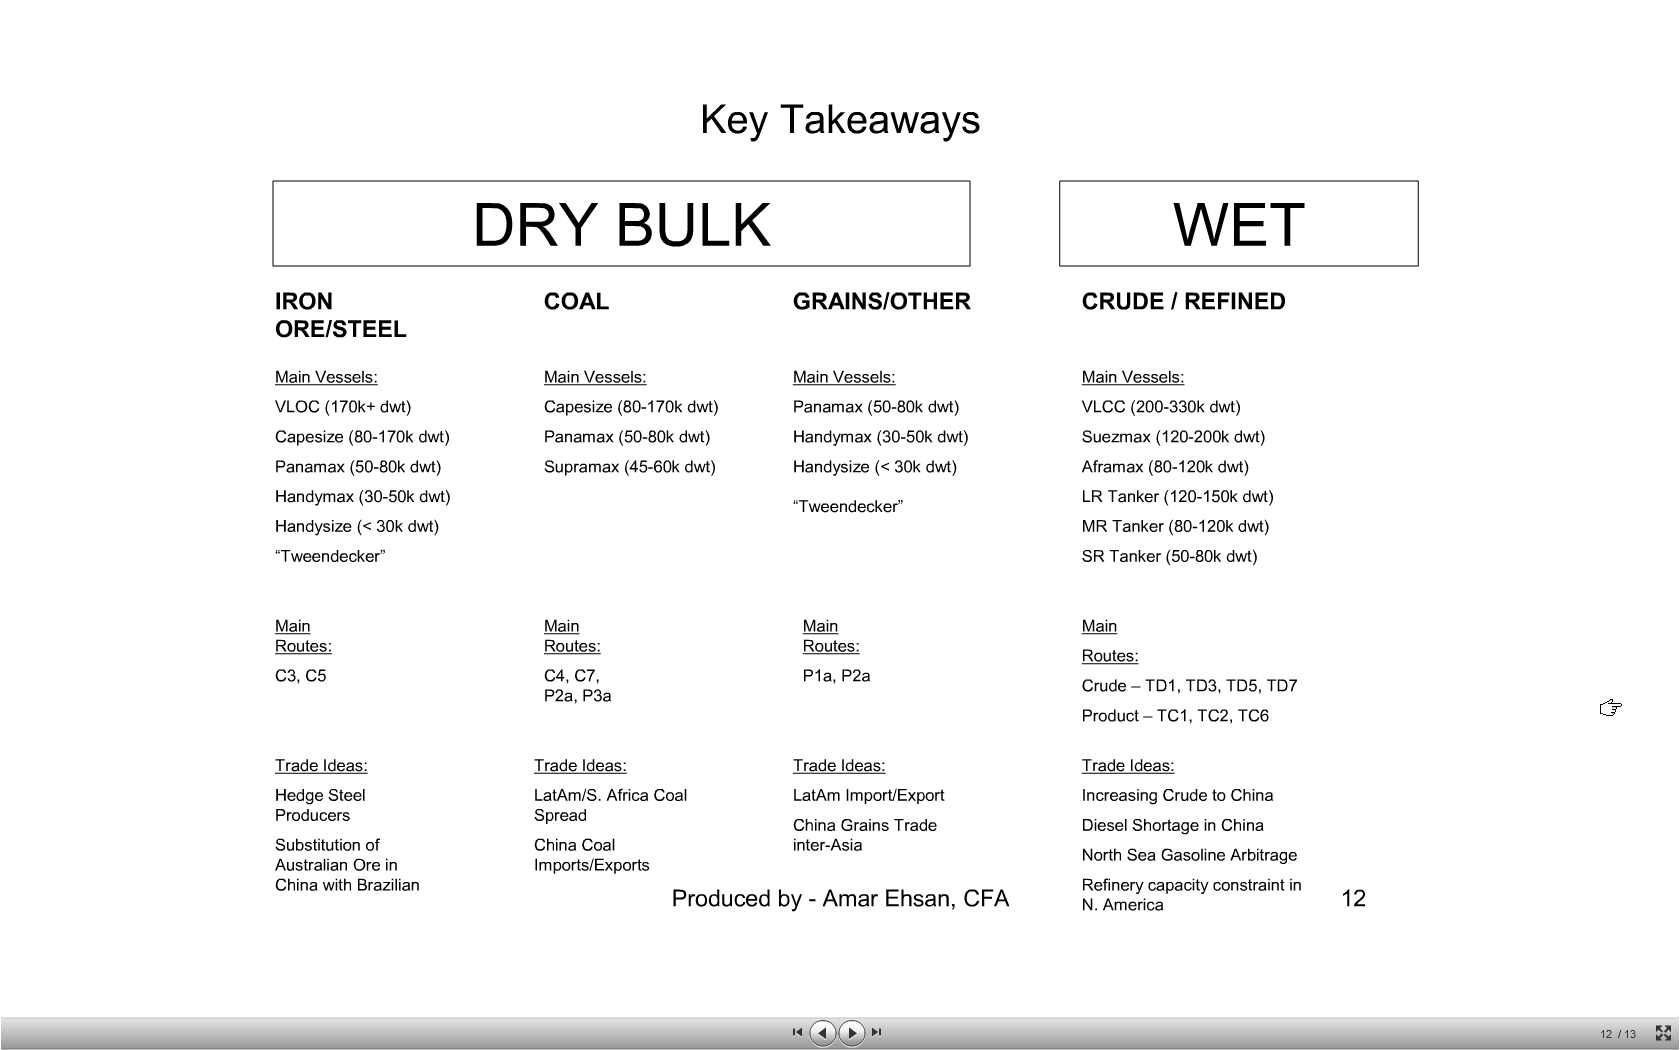 Key Takeaways
DRY BULK
WET
IRON
ORE/STEEL
Main Vessels:
VLOC (170k+ dwt)
Capesize (80-170k dwt)
Panamax (50-80k dwt)
Handymax (30-50k dwt)
Handysize (< 30k dwt)
“Tweendecker”
Main
Routes:
C3, C5
Trade Ideas:
Hedge Steel
Producers
Substitution of
Australian Ore in
China with Brazilian
COAL
Main Vessels:
Capesize (80-170k dwt)
Panamax (50-80k dwt)
Supramax (45-60k dwt)
Main
Routes:
C4, C7,
P2a, P3a
Trade Ideas:
LatAm/S. Africa Coal
Spread
China Coal
Imports/Exports
GRAINS/OTHER
Main Vessels:
Panamax (50-80k dwt)
Handymax (30-50k dwt)
Handysize (< 30k dwt)
“Tweendecker”
Main
Routes:
P1a, P2a
Trade Ideas:
LatAm Import/Export
China Grains Trade
inter-Asia
CRUDE / REFINED
Main Vessels:
VLCC (200-330k dwt)
Suezmax (120-200k dwt)
Aframax (80-120k dwt)
LR Tanker (120-150k dwt)
MR Tanker (80-120k dwt)
SR Tanker (50-80k dwt)
Main
Routes:
Crude – TD1, TD3, TD5, TD7
Product – TC1, TC2, TC6
Trade Ideas:
Increasing Crude to China
Diesel Shortage in China
North Sea Gasoline Arbitrage
Refinery capacity constraint in
N. America
Produced by - Amar Ehsan, CFA
12
12 / 13